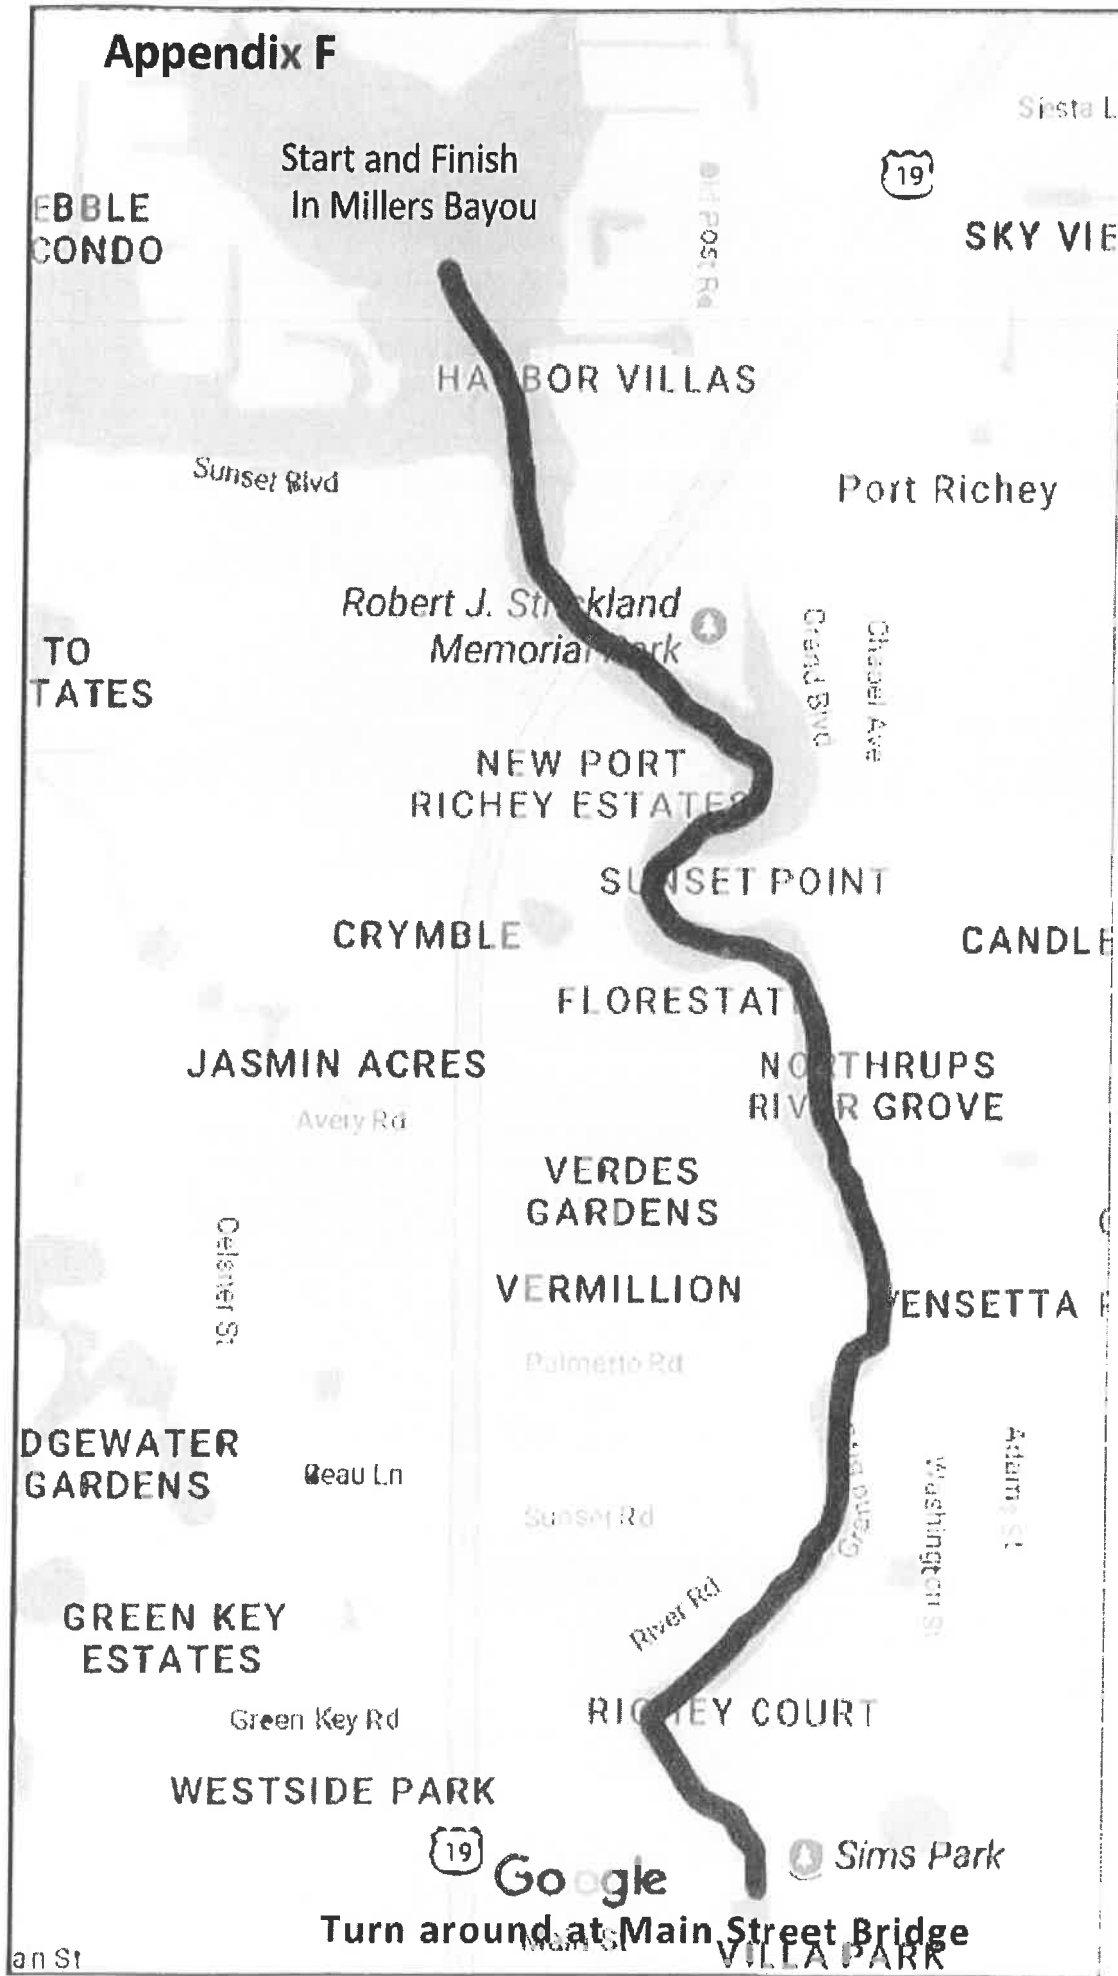 Appendix F
Siesta L
Start and Finish
In Millers Bayou
19
EBBLE
CONDO
Old Post Rd
SKY VIE
HARBOR VILLAS
Sunset Blvd
Port Richey
Robert J. Strickland
Memorial Park
TO
TATES
Grand Blvd
Chapel Ave
NEW PORT
RICHEY ESTATES
SUNSET POINT
CRYMBLE
CANDLE
FLORESTAT
JASMIN ACRES
NORTHRUPS
RIVER GROVE
Avery Rd
VERDES
GARDENS
VERMILLION
VENSETTA
Palmetto Rd
DGEWATER
GARDENS
Beau Ln
Grand Blvd
Washington St
Adams St
Sunset Rd
GREEN KEY
ESTATES
River Rd
Green Key Rd
RICHEY COURT
WESTSIDE PARK
19
Google
Sims Park
Turn around at Main Street Bridge
Main St
VILLA PARK
an St